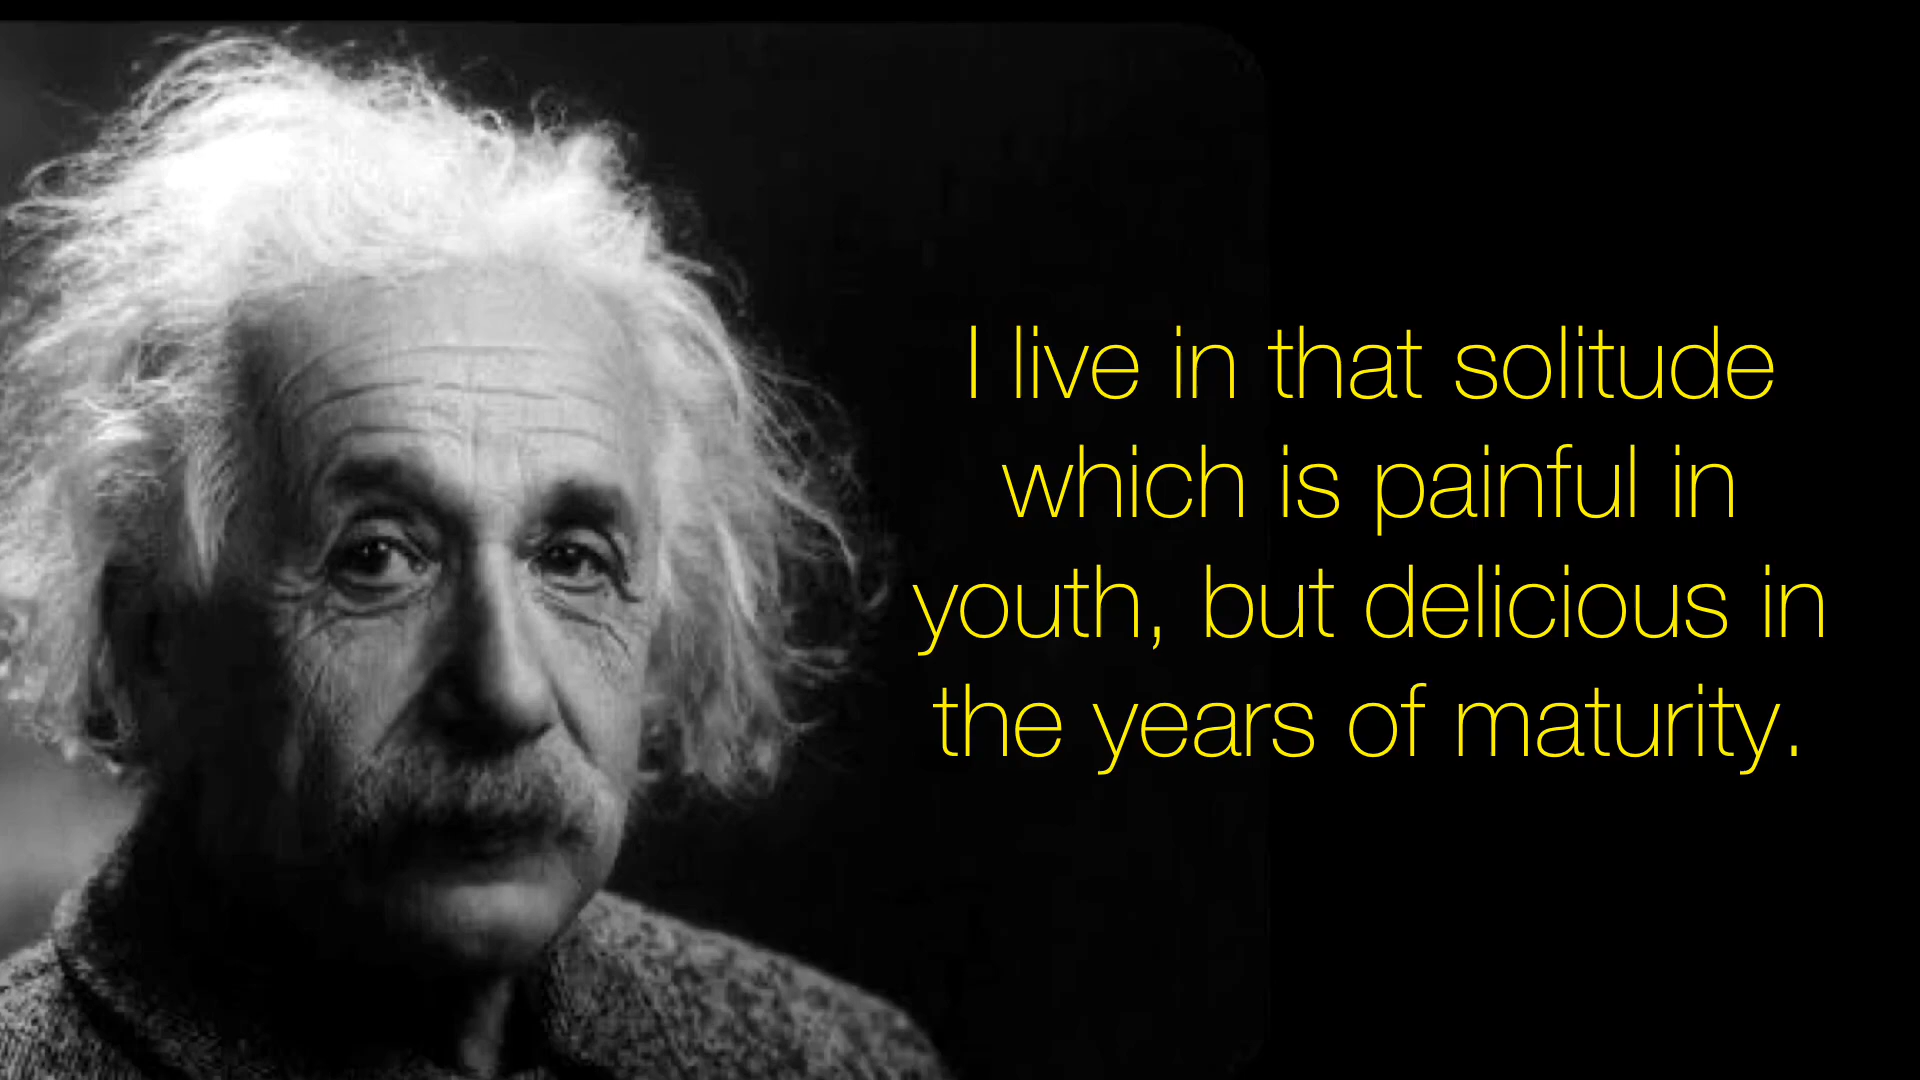 I live in that solitude
which is painful in
youth, but delicious in
the years of maturity.